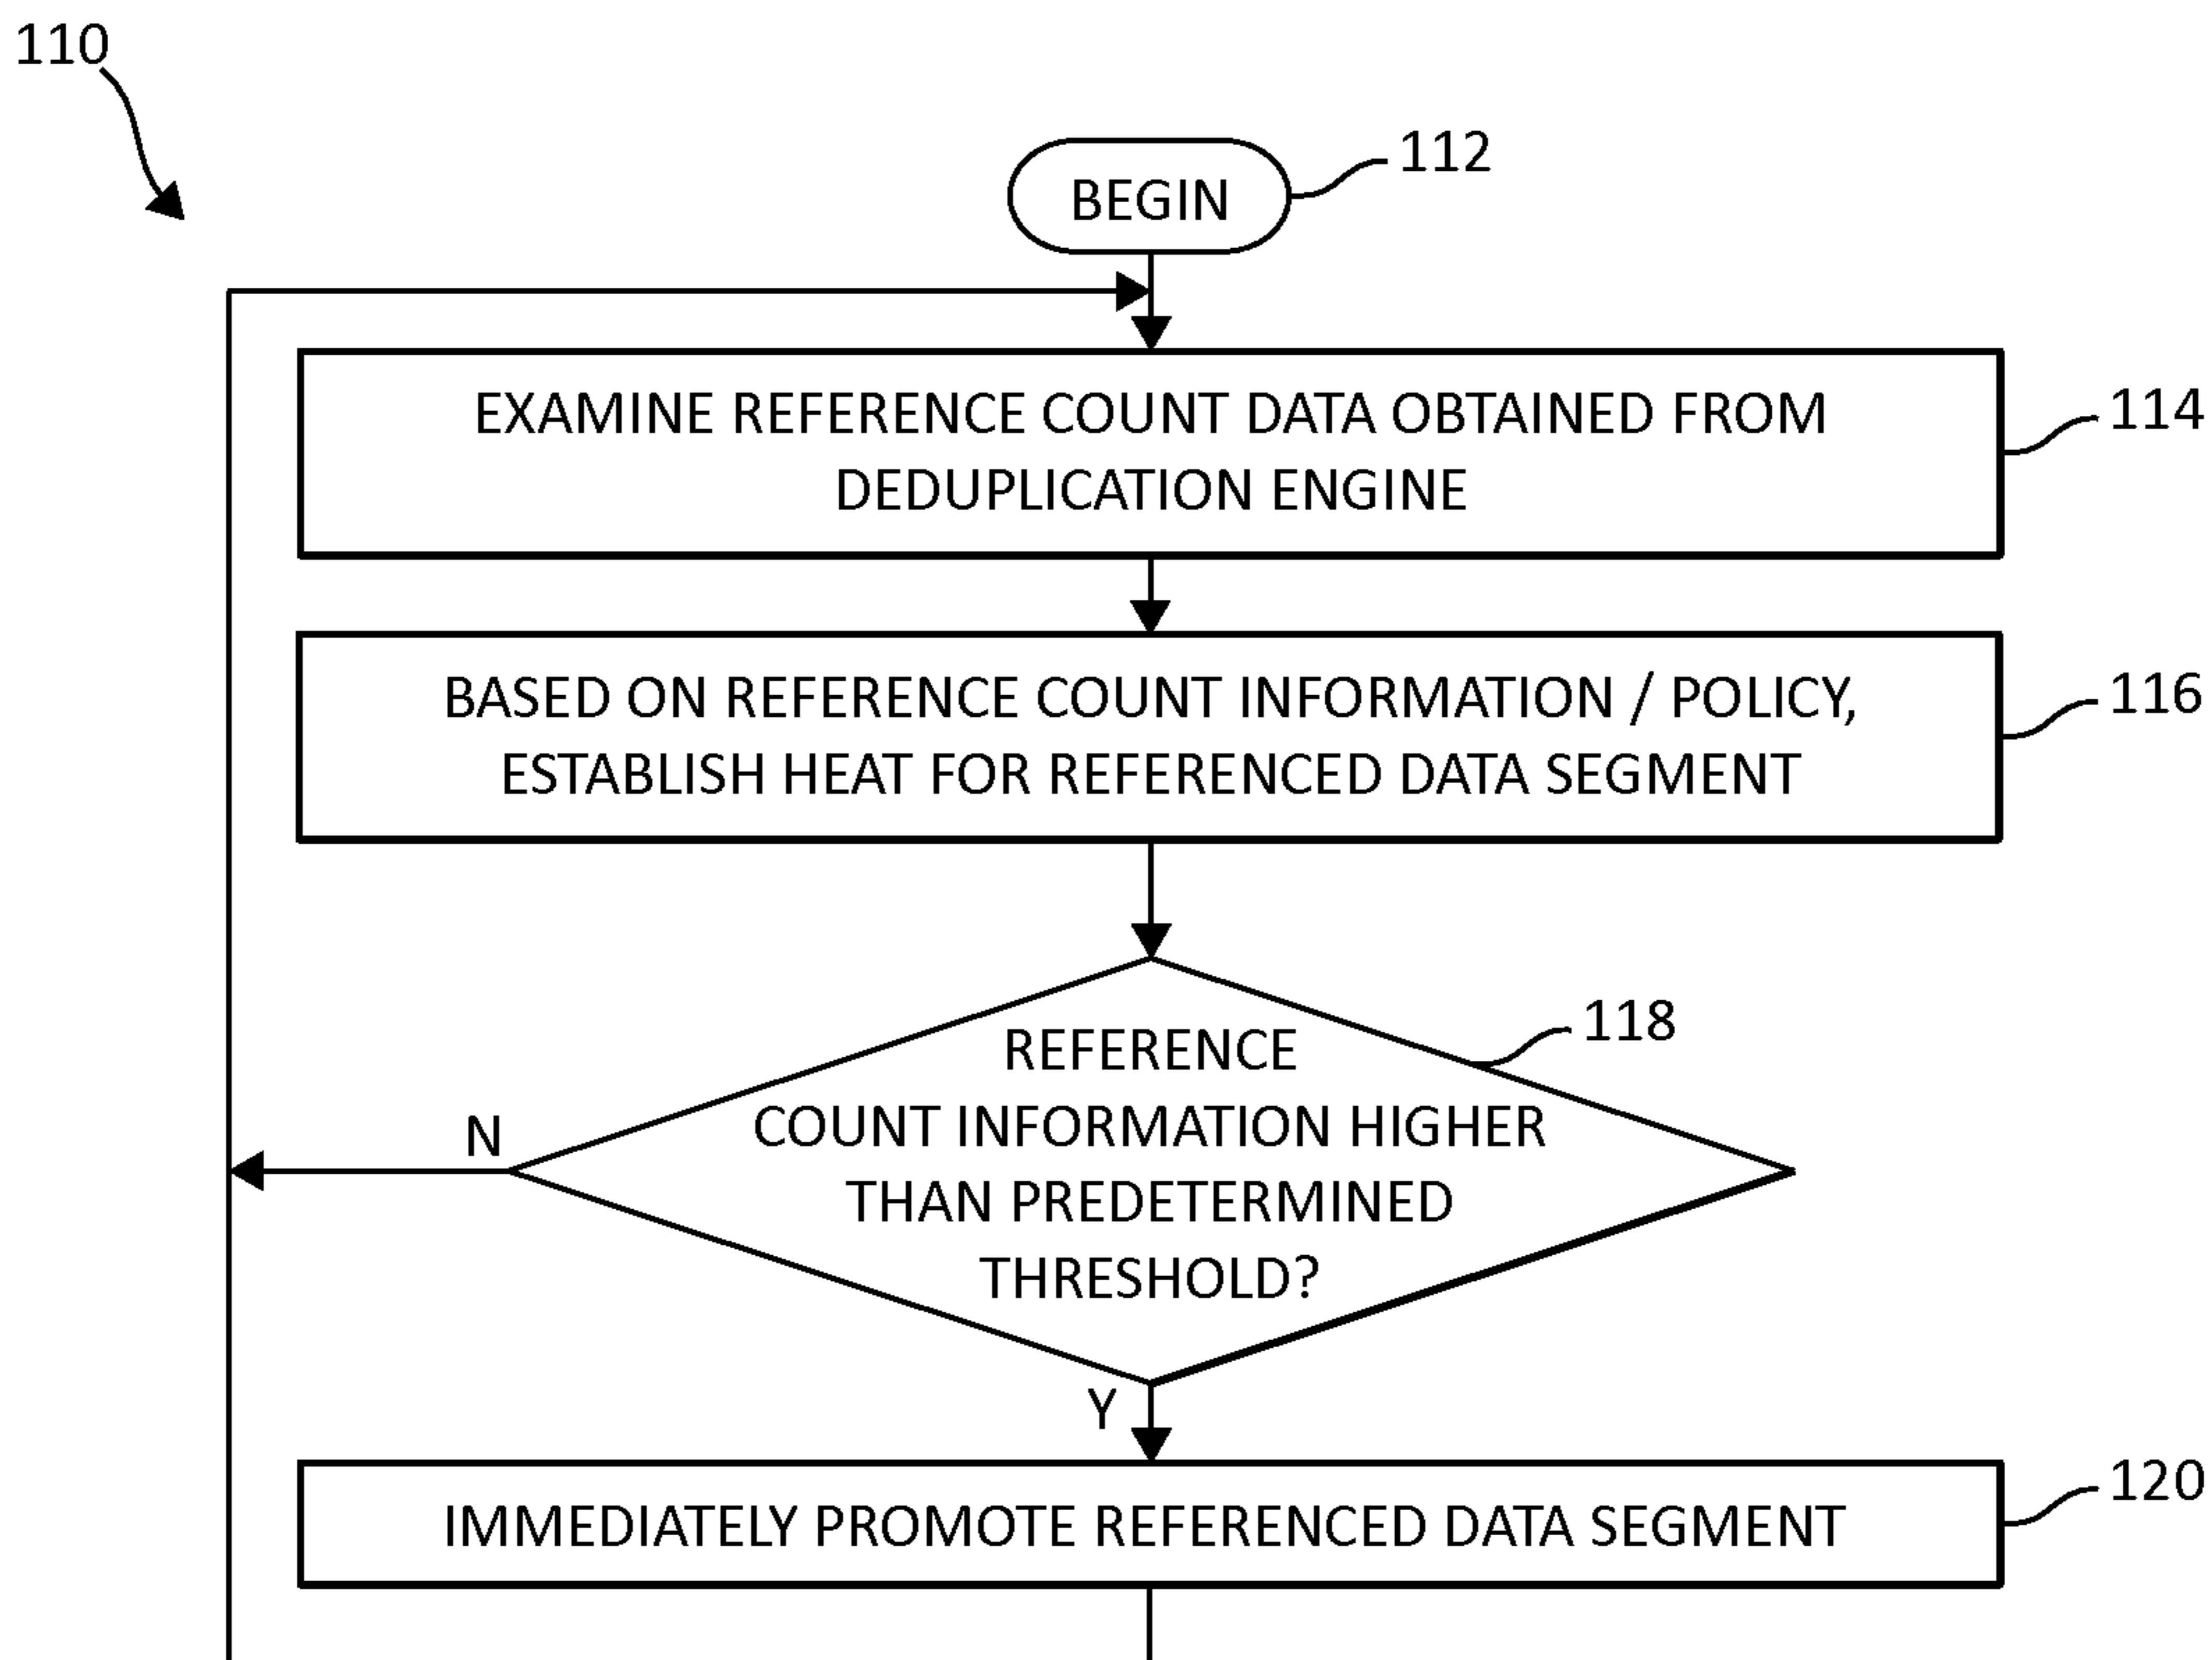 110
BEGIN
112
EXAMINE REFERENCE COUNT DATA OBTAINED FROM
DEDUPLICATION ENGINE
114
BASED ON REFERENCE COUNT INFORMATION / POLICY,
ESTABLISH HEAT FOR REFERENCED DATA SEGMENT
116
REFERENCE
COUNT INFORMATION HIGHER
THAN PREDETERMINED
THRESHOLD?
118
N
Y
IMMEDIATELY PROMOTE REFERENCED DATA SEGMENT
120